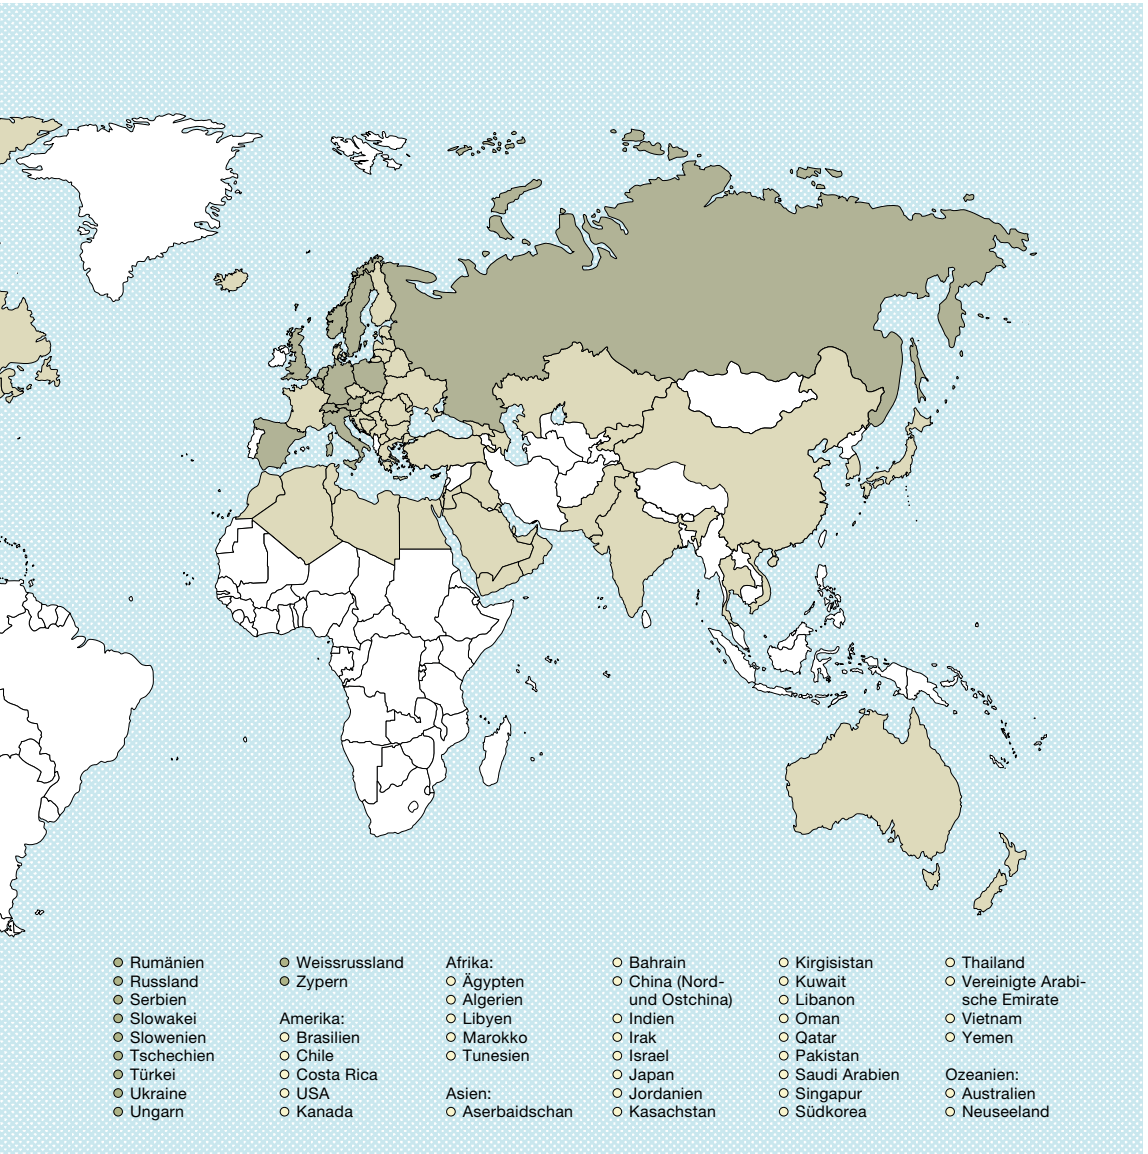 Rumänien
Russland
Serbien
Slowakei
Slowenien
Tschechien
Türkei
Ukraine
Ungarn
Weissrussland
Zypern
Amerika:
Brasilien
Chile
Costa Rica
USA
Kanada
Afrika:
Ägypten
Algerien
Libyen
Marokko
Tunesien
Asien:
Aserbaidschan
Bahrain
China (Nord-
und Ostchina)
Indien
Irak
Israel
Japan
Jordanien
Kasachstan
Kirgisistan
Kuwait
Libanon
Oman
Qatar
Pakistan
Saudi Arabien
Singapur
Südkorea
Thailand
Vereinigte Arabi-
sche Emirate
Vietnam
Yemen
Ozeanien:
Australien
Neuseeland